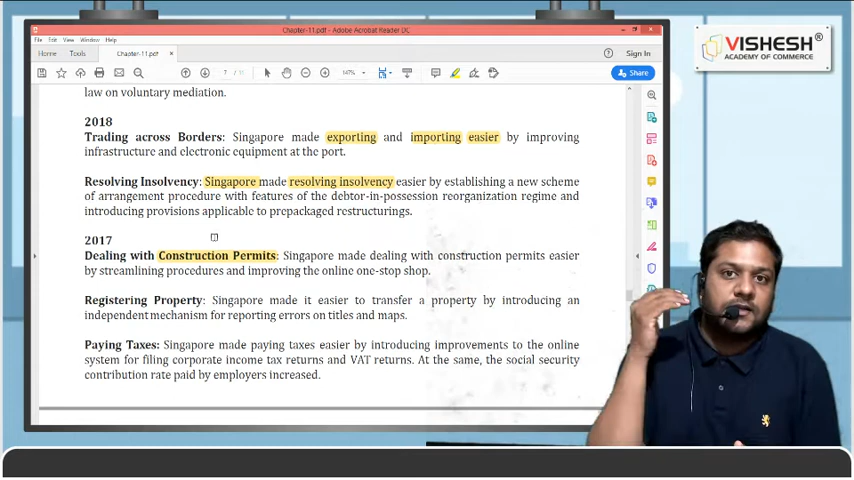 Chapter-11.pdf - Adobe Acrobat Reader DC
File Edit View Window Help
Home Tools Chapter-11.pdf × Sign In
7 / 11 147% Share
law on voluntary mediation.
2018
Trading across Borders: Singapore made exporting and importing easier by improving
infrastructure and electronic equipment at the port.
Resolving Insolvency: Singapore made resolving insolvency easier by establishing a new scheme
of arrangement procedure with features of the debtor-in-possession reorganization regime and
introducing provisions applicable to prepackaged restructurings.
2017
Dealing with Construction Permits: Singapore made dealing with construction permits easier
by streamlining procedures and improving the online one-stop shop.
Registering Property: Singapore made it easier to transfer a property by introducing an
independent mechanism for reporting errors on titles and maps.
Paying Taxes: Singapore made paying taxes easier by introducing improvements to the online
system for filing corporate income tax returns and VAT returns. At the same, the social security
contribution rate paid by employers increased.
VISHESH®
ACADEMY OF COMMERCE